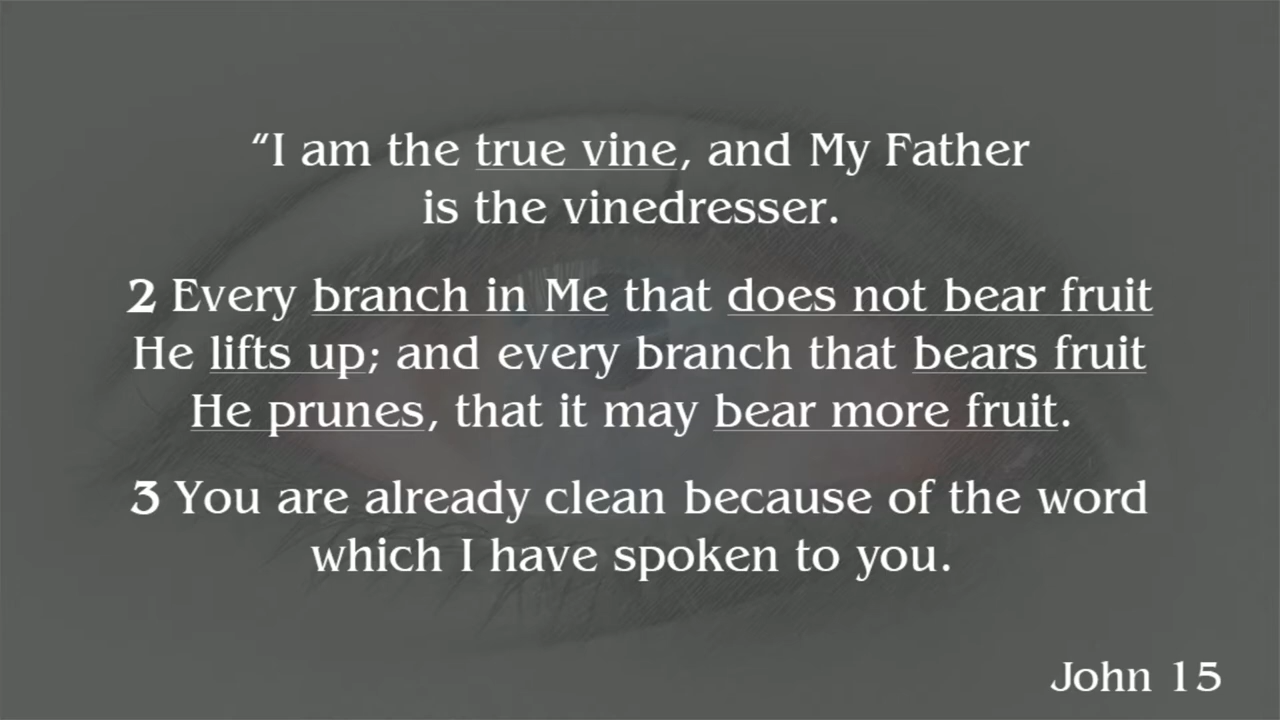 “I am the true vine, and My Father
is the vinedresser.
2 Every branch in Me that does not bear fruit
He lifts up; and every branch that bears fruit
He prunes, that it may bear more fruit.
3 You are already clean because of the word
which I have spoken to you.
John 15